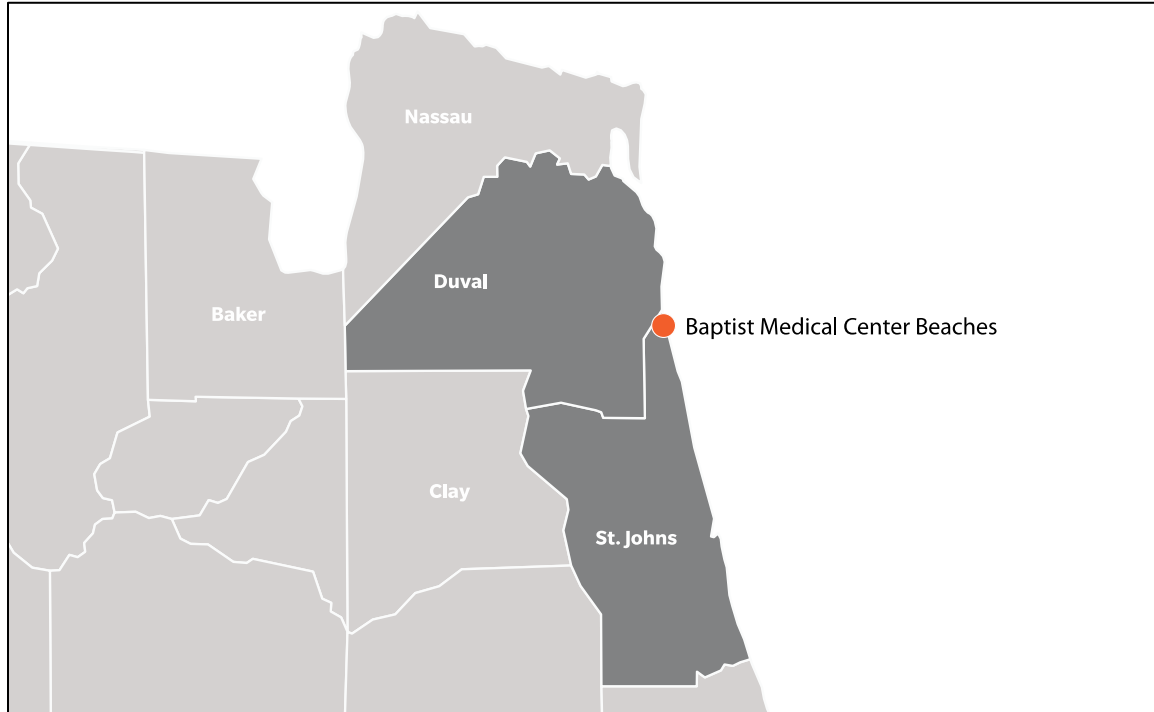 Nassau
Duval
Baker
Baptist Medical Center Beaches
Clay
St. Johns